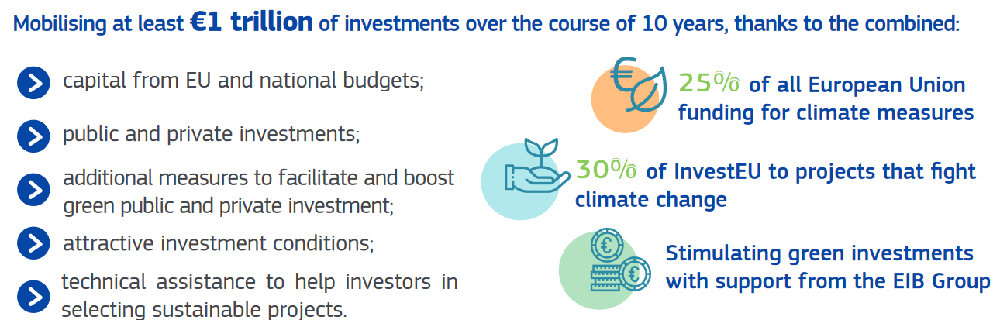 Mobilising at least €1 trillion of investments over the course of 10 years, thanks to the combined:
capital from EU and national budgets;
public and private investments;
additional measures to facilitate and boost
green public and private investment;
attractive investment conditions;
technical assistance to help investors in
selecting sustainable projects.
25% of all European Union
funding for climate measures
30% of InvestEU to projects that fight
climate change
Stimulating green investments
with support from the EIB Group